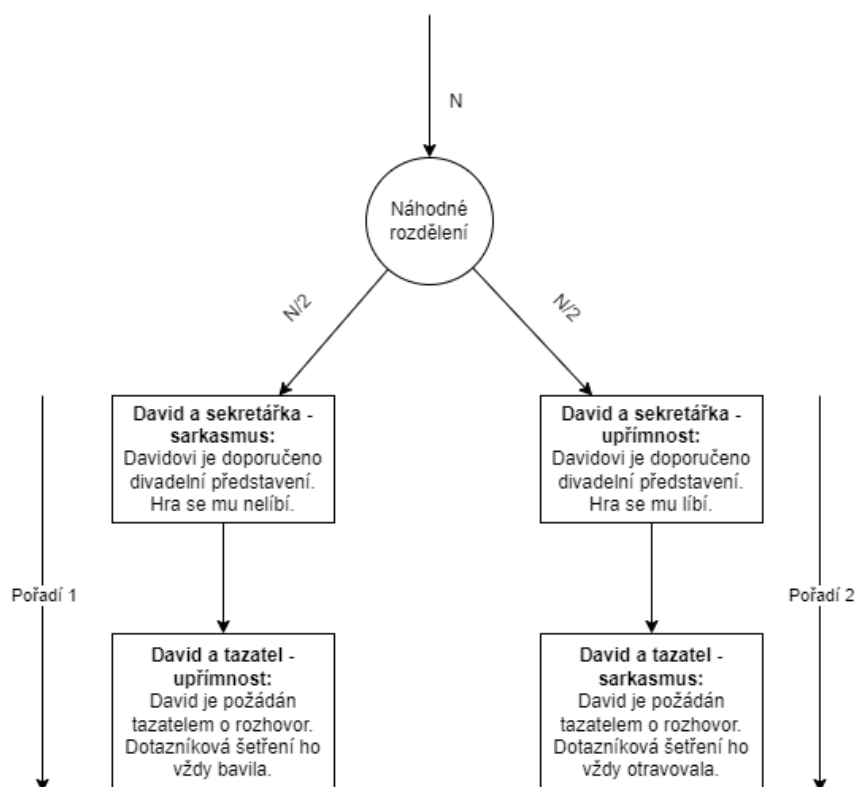 N
Náhodné
rozdělení
N/2
N/2
David a sekretářka -
sarkasmus:
Davidovi je doporučeno
divadelní představení.
Hra se mu nelíbí.
David a sekretářka -
upřímnost:
Davidovi je doporučeno
divadelní představení.
Hra se mu líbí.
Pořadí 1
Pořadí 2
David a tazatel -
upřímnost:
David je požádán
tazatelem o rozhovor.
Dotazníková šetření ho
vždy bavila.
David a tazatel -
sarkasmus:
David je požádán
tazatelem o rozhovor.
Dotazníková šetření ho
vždy otravovala.